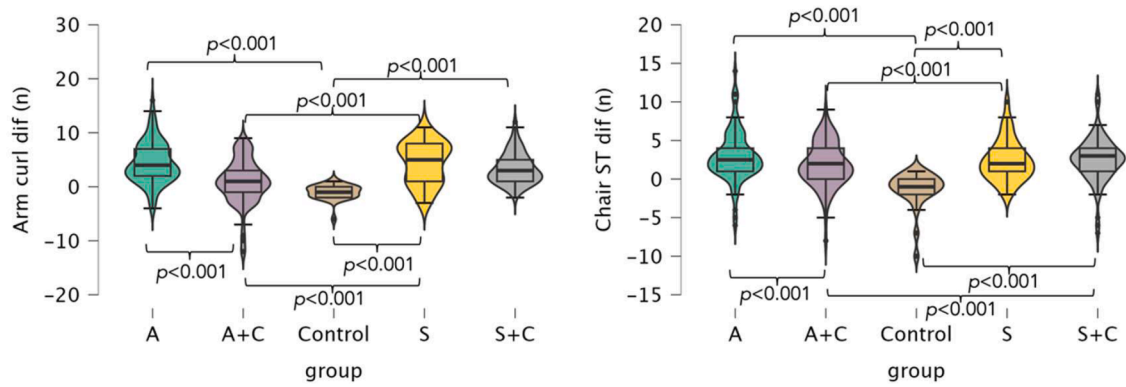 Arm curl dif (n)
30
20
10
0
−10
−20
p<0.001
p<0.001
p<0.001
p<0.001
p<0.001
p<0.001
A
A+C
Control
S
S+C
group
Chair ST dif (n)
20
15
10
5
0
−5
−10
−15
p<0.001
p<0.001
p<0.001
p<0.001
p<0.001
p<0.001
A
A+C
Control
S
S+C
group